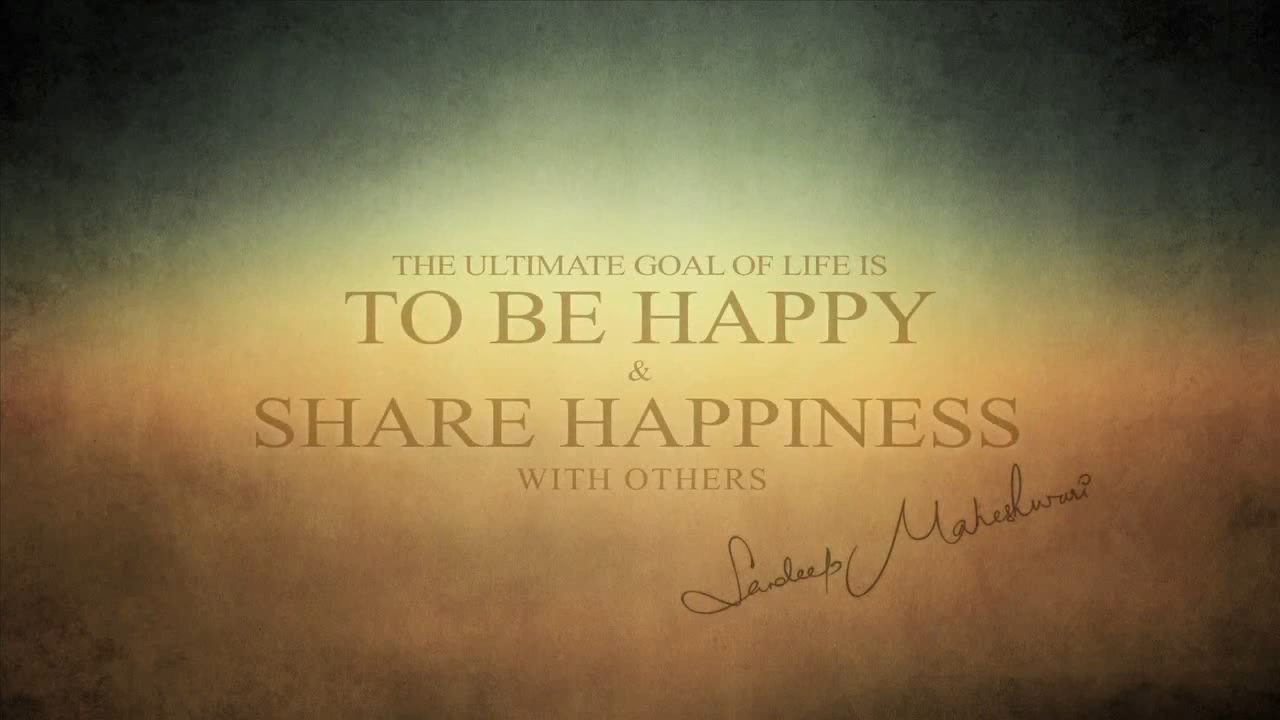 THE ULTIMATE GOAL OF LIFE IS
TO BE HAPPY
&
SHARE HAPPINESS
WITH OTHERS
Sandeep Maheshwari